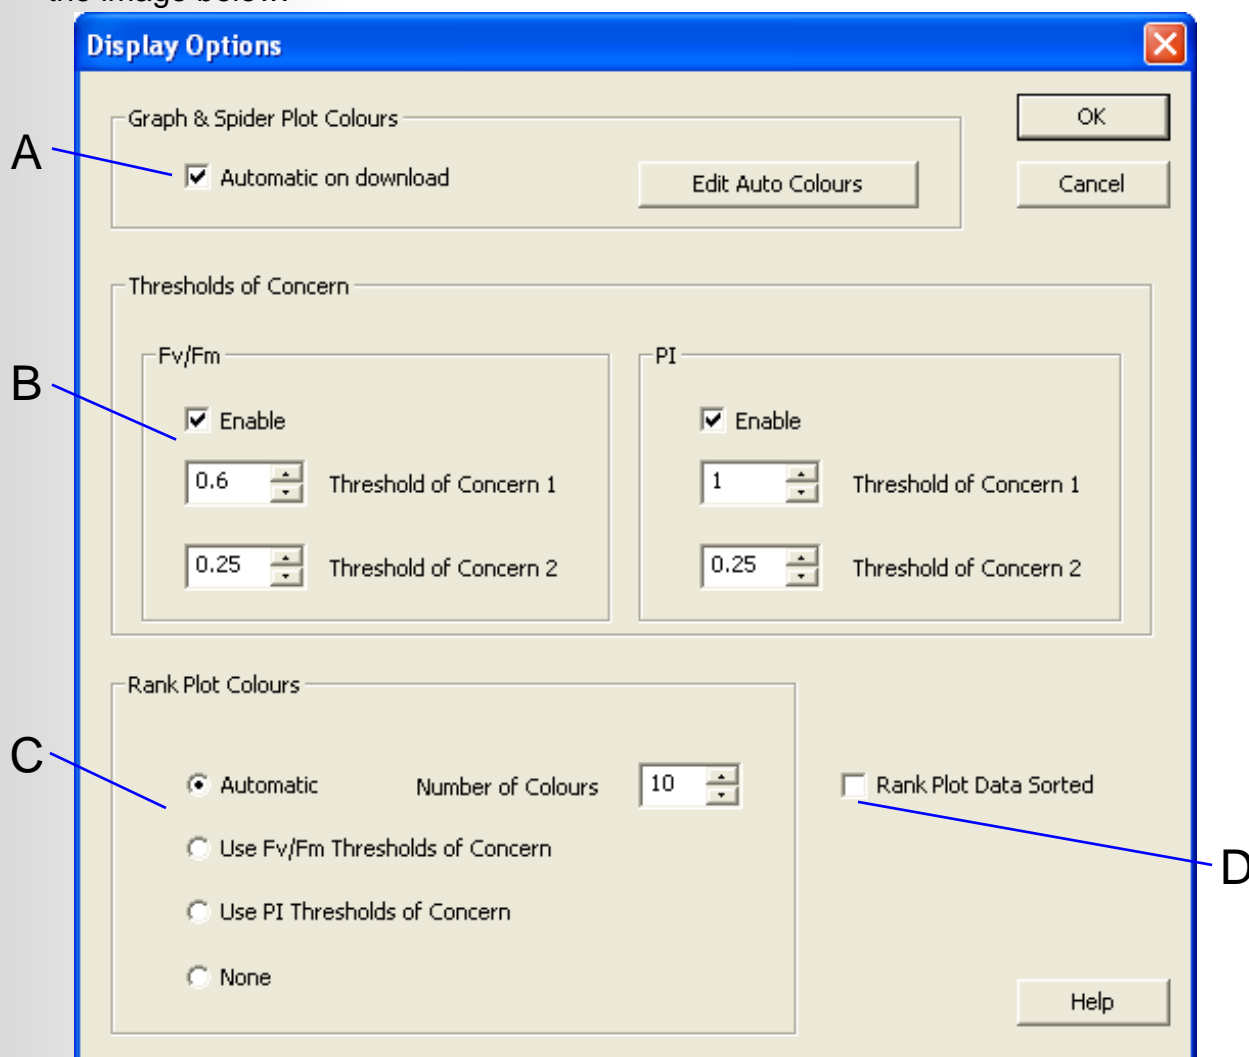 the image below.
Display Options
Graph & Spider Plot Colours
OK
A
Automatic on download
Edit Auto Colours
Cancel
Thresholds of Concern
Fv/Fm
PI
B
Enable
Enable
0.6 Threshold of Concern 1
1 Threshold of Concern 1
0.25 Threshold of Concern 2
0.25 Threshold of Concern 2
Rank Plot Colours
C
Automatic
Number of Colours 10
Rank Plot Data Sorted
Use Fv/Fm Thresholds of Concern
D
Use PI Thresholds of Concern
None
Help